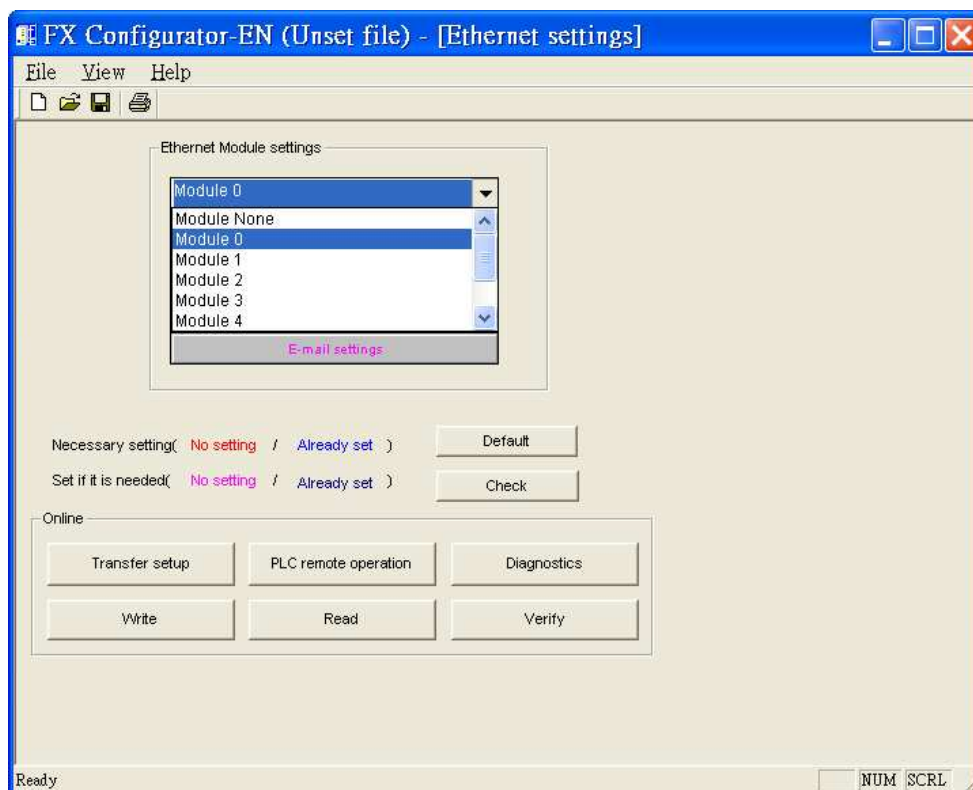 FX Configurator-EN (Unset file) - [Ethernet settings]
File View Help
Ethernet Module settings
Module 0
Module None
Module 0
Module 1
Module 2
Module 3
Module 4
E-mail settings
Necessary setting( No setting / Already set )
Default
Set if it is needed( No setting / Already set )
Check
Online
Transfer setup PLC remote operation Diagnostics
Write Read Verify
Ready NUM SCRL